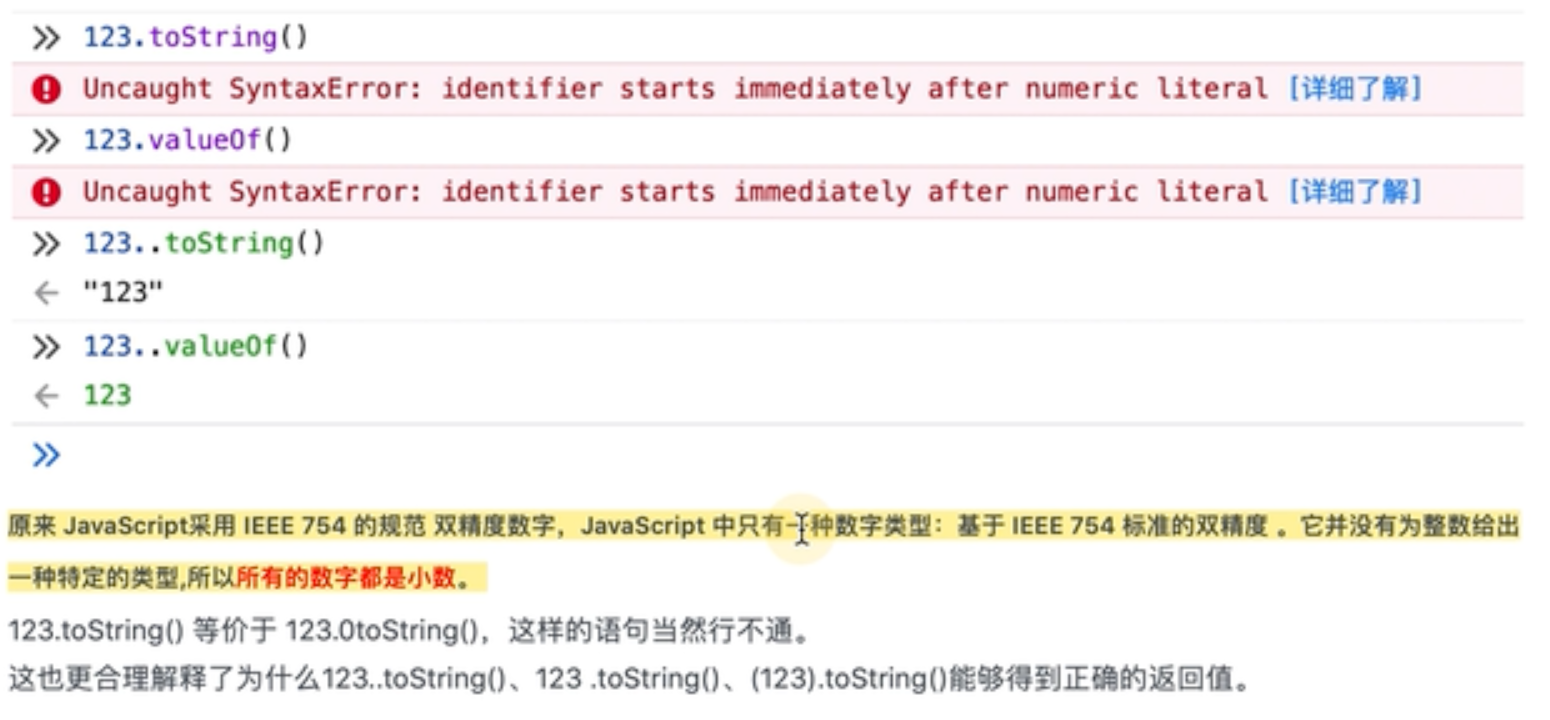 >> 123.toString()
Uncaught SyntaxError: identifier starts immediately after numeric literal [详细了解]
>> 123.valueOf()
Uncaught SyntaxError: identifier starts immediately after numeric literal [详细了解]
>> 123..toString()
← "123"
>> 123..valueOf()
← 123
>>
原来 JavaScript采用 IEEE 754 的规范 双精度数字，JavaScript 中只有一种数字类型：基于 IEEE 754 标准的双精度 。它并没有为整数给出
一种特定的类型,所以所有的数字都是小数。
123.toString() 等价于 123.0toString()，这样的语句当然行不通。
这也更合理解释了为什么123..toString()、123 .toString()、(123).toString()能够得到正确的返回值。